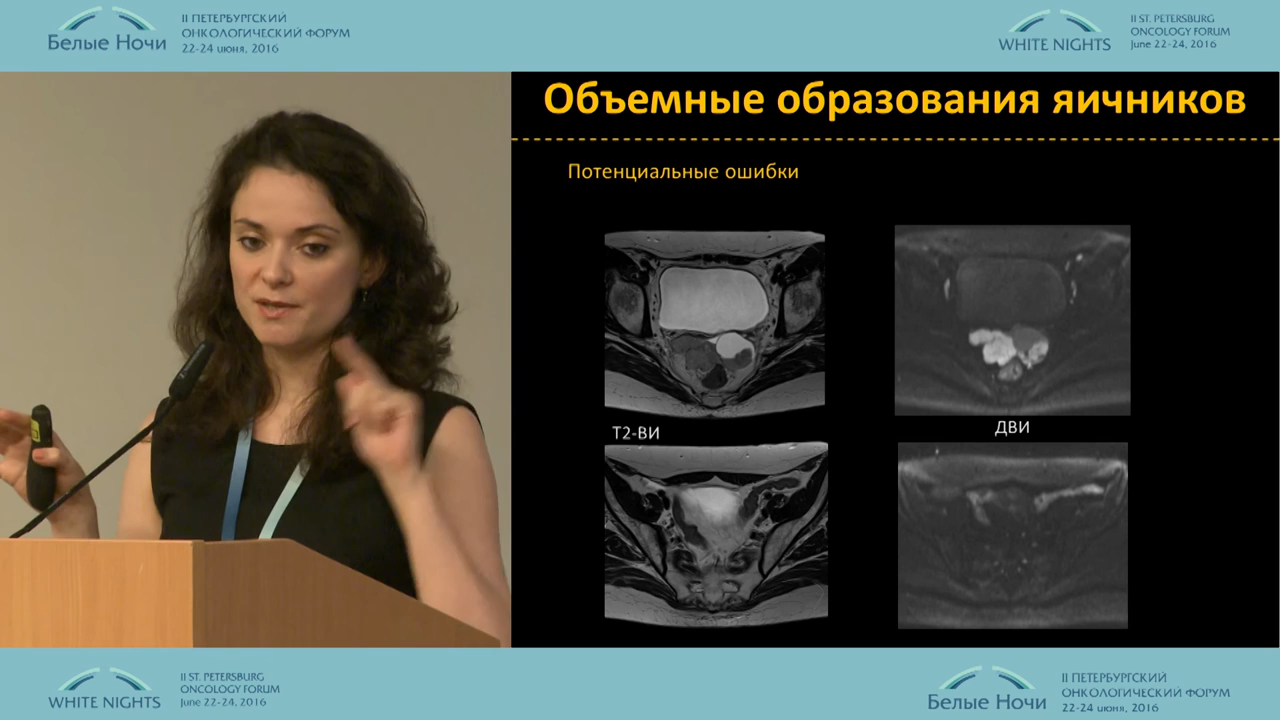 Белые Ночи
II ПЕТЕРБУРГСКИЙ
ОНКОЛОГИЧЕСКИЙ ФОРУМ
22-24 июня, 2016
WHITE NIGHTS
II ST. PETERSBURG
ONCOLOGY FORUM
June 22-24, 2016
Объемные образования яичников
Потенциальные ошибки
Т2-ВИ
ДВИ
WHITE NIGHTS
II ST. PETERSBURG
ONCOLOGY FORUM
June 22-24, 2016
Белые Ночи
II ПЕТЕРБУРГСКИЙ
ОНКОЛОГИЧЕСКИЙ ФОРУМ
22-24 июня, 2016